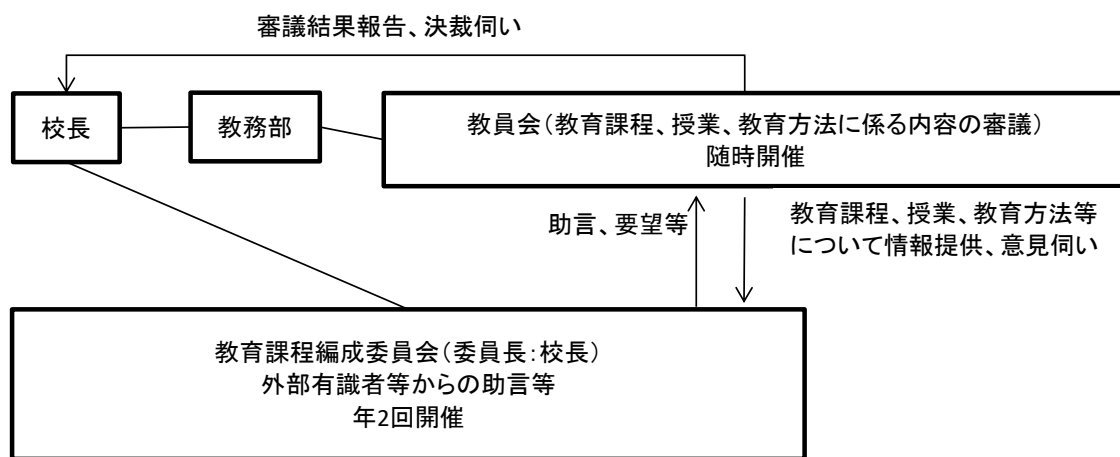 審議結果報告、決裁伺い
校長
教務部
教員会(教育課程、授業、教育方法に係る内容の審議)
随時開催
助言、要望等
教育課程、授業、教育方法等
について情報提供、意見伺い
教育課程編成委員会(委員長:校長)
外部有識者等からの助言等
年2回開催